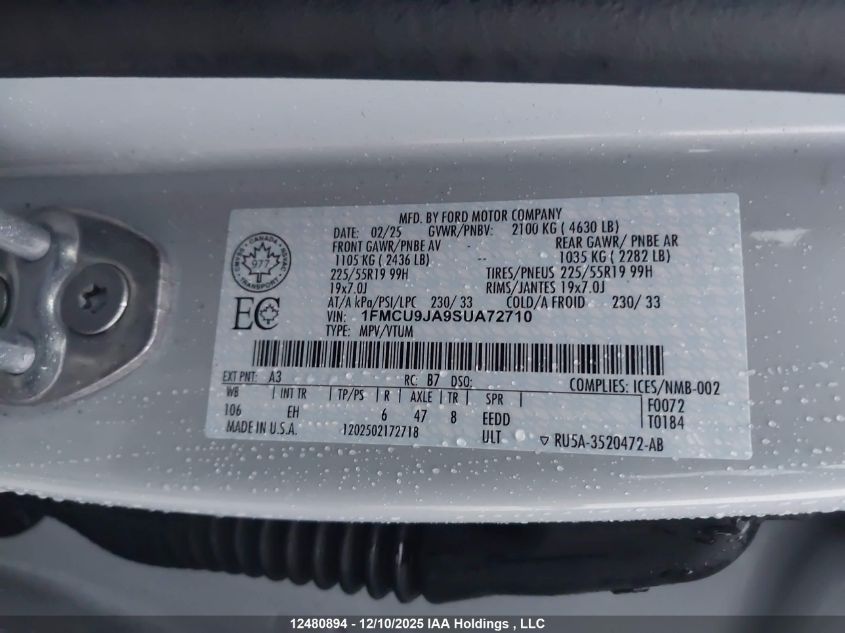 MFD. BY FORD MOTOR COMPANY
DATE: 02/25 GVWR/PNBV: 2100 KG ( 4630 LB)
FRONT GAWR/PNBE AV REAR GAWR/ PNBE AR
1105 KG ( 2436 LB) 1035 KG ( 2282 LB)
225/55R19 99H TIRES/PNEUS 225/55R19 99H
19x7.0J RIMS/JANTES 19x7.0J
AT/A kPa/PSI/LPC 230/ 33 COLD/A FROID 230/ 33
VIN: 1FMCU9JA9SUA72710
TYPE: MPV/VTUM
CANADA
977
TRANSPORT
EC
EXT PNT: A3 RC: B7 DSO: COMPLIES: ICES/NMB-002
WB INT TR TP/PS R AXLE TR SPR F0072
106 EH 6 47 8 EEDD T0184
MADE IN U.S.A. 1202502172718 ULT ▽ RU5A-3520472-AB
12480894 - 12/10/2025 IAA Holdings , LLC